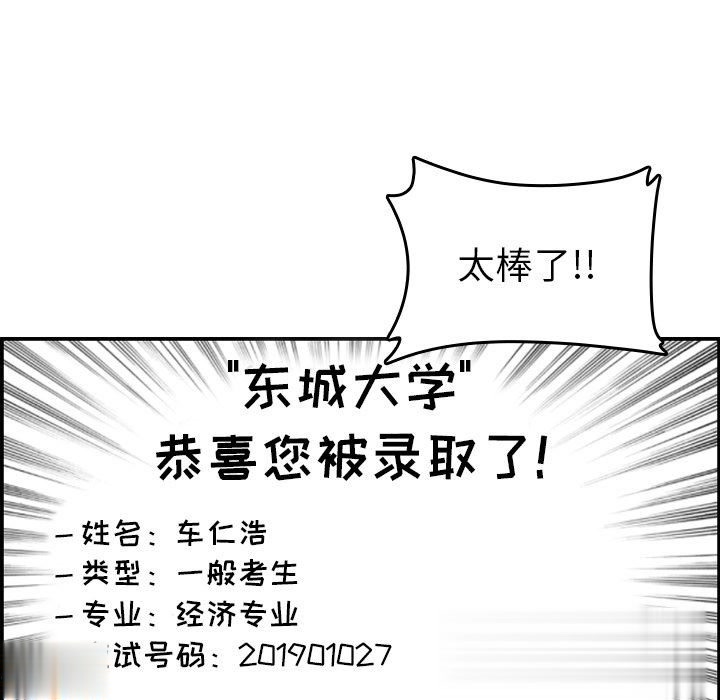 太棒了!!
"东城大学"
恭喜您被录取了!
- 姓名: 车仁浩
- 类型: 一般考生
- 专业: 经济专业
试号码: 201901027